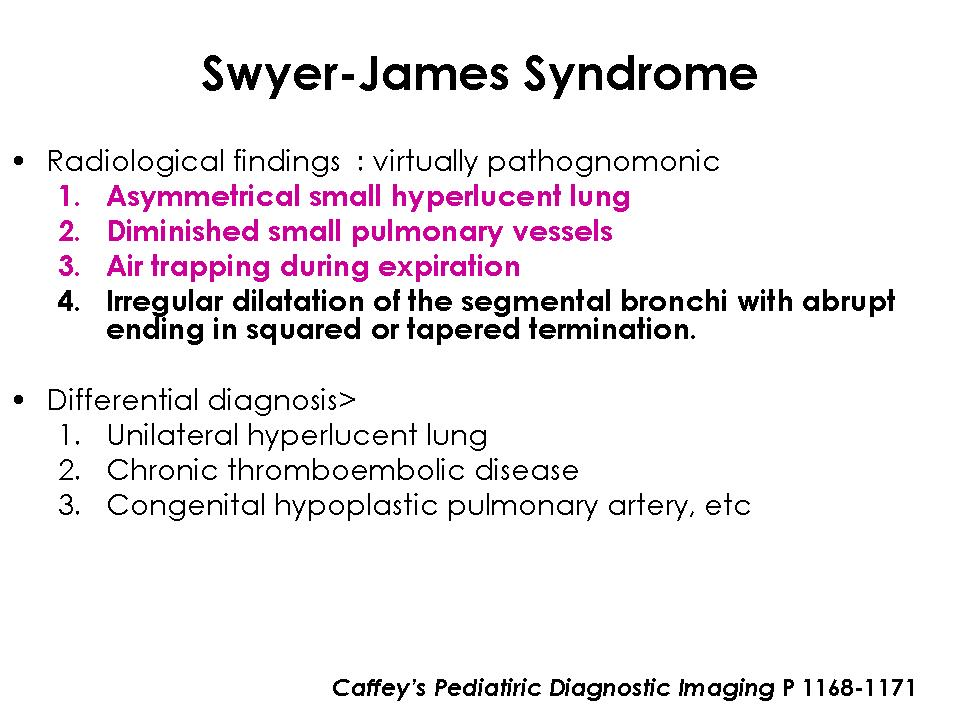 Swyer-James Syndrome
• Radiological findings : virtually pathognomonic
1. Asymmetrical small hyperlucent lung
2. Diminished small pulmonary vessels
3. Air trapping during expiration
4. Irregular dilatation of the segmental bronchi with abrupt
ending in squared or tapered termination.
• Differential diagnosis>
1. Unilateral hyperlucent lung
2. Chronic thromboembolic disease
3. Congenital hypoplastic pulmonary artery, etc
Caffey's Pediatiric Diagnostic Imaging P 1168-1171